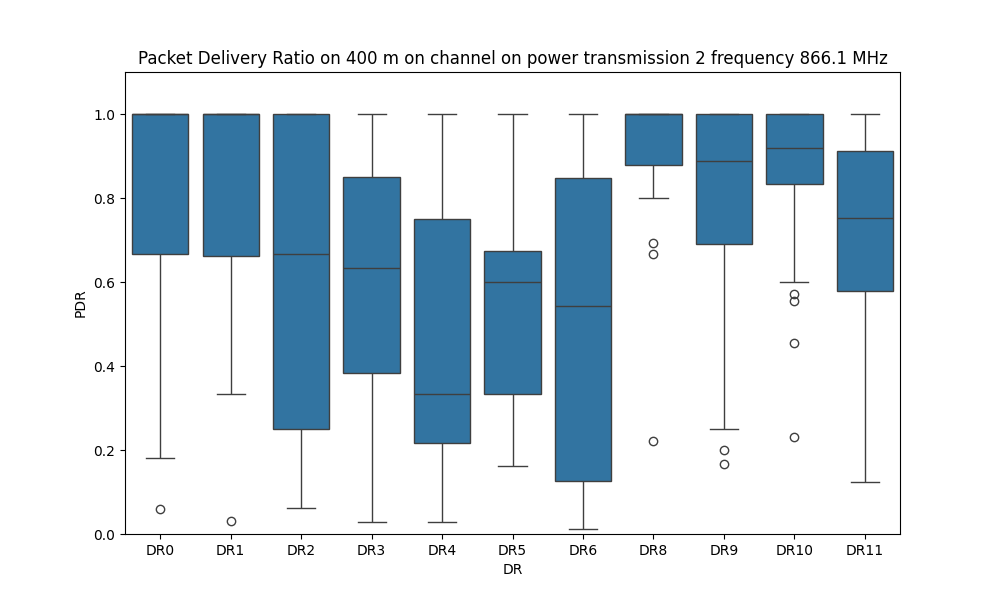 Packet Delivery Ratio on 400 m on channel on power transmission 2 frequency 866.1 MHz
1.0
0.8
0.6
0.4
0.2
0.0
PDR
DR0 DR1 DR2 DR3 DR4 DR5 DR6 DR8 DR9 DR10 DR11
DR